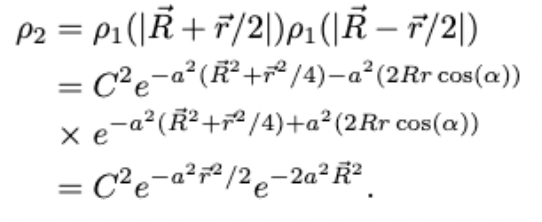 ρ₂ = ρ₁(|R⃗ + r⃗/2|)ρ₁(|R⃗ − r⃗/2|)
= C²e^{−a²(R⃗²+r⃗²/4)−a²(2Rr cos(α))}
× e^{−a²(R⃗²+r⃗²/4)+a²(2Rr cos(α))}
= C²e^{−a²r⃗²/2}e^{−2a²R⃗²}.